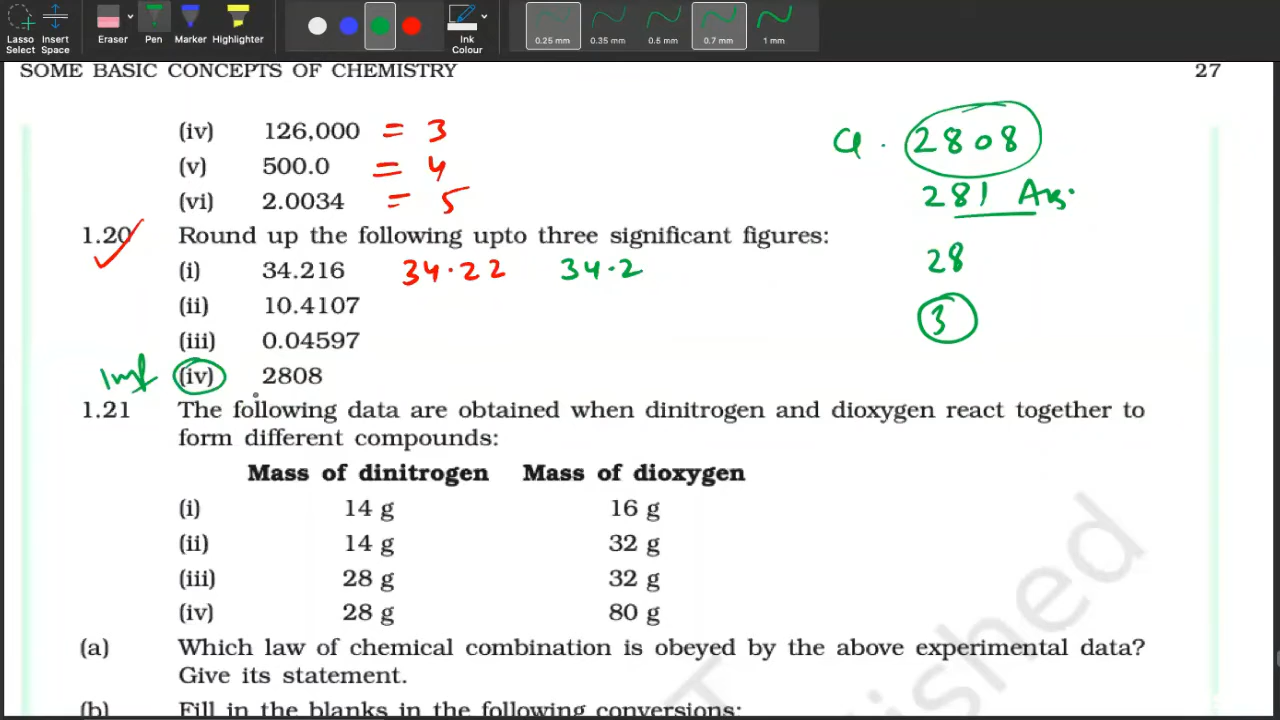 Lasso Select
Insert Space
Eraser
Pen
Marker
Highlighter
Ink Colour
0.25 mm
0.35 mm
0.5 mm
0.7 mm
1 mm
SOME BASIC CONCEPTS OF CHEMISTRY 27
(iv) 126,000 = 3
(v) 500.0 = 4
(vi) 2.0034 = 5
Q. 2808
281 Ans.
28
3
1.20 Round up the following upto three significant figures:
(i) 34.216 34.22 34.2
(ii) 10.4107
(iii) 0.04597
Imp (iv) 2808
1.21 The following data are obtained when dinitrogen and dioxygen react together to
form different compounds:
Mass of dinitrogen Mass of dioxygen
(i) 14 g 16 g
(ii) 14 g 32 g
(iii) 28 g 32 g
(iv) 28 g 80 g
(a) Which law of chemical combination is obeyed by the above experimental data?
Give its statement.
(b) Fill in the blanks in the following conversions: